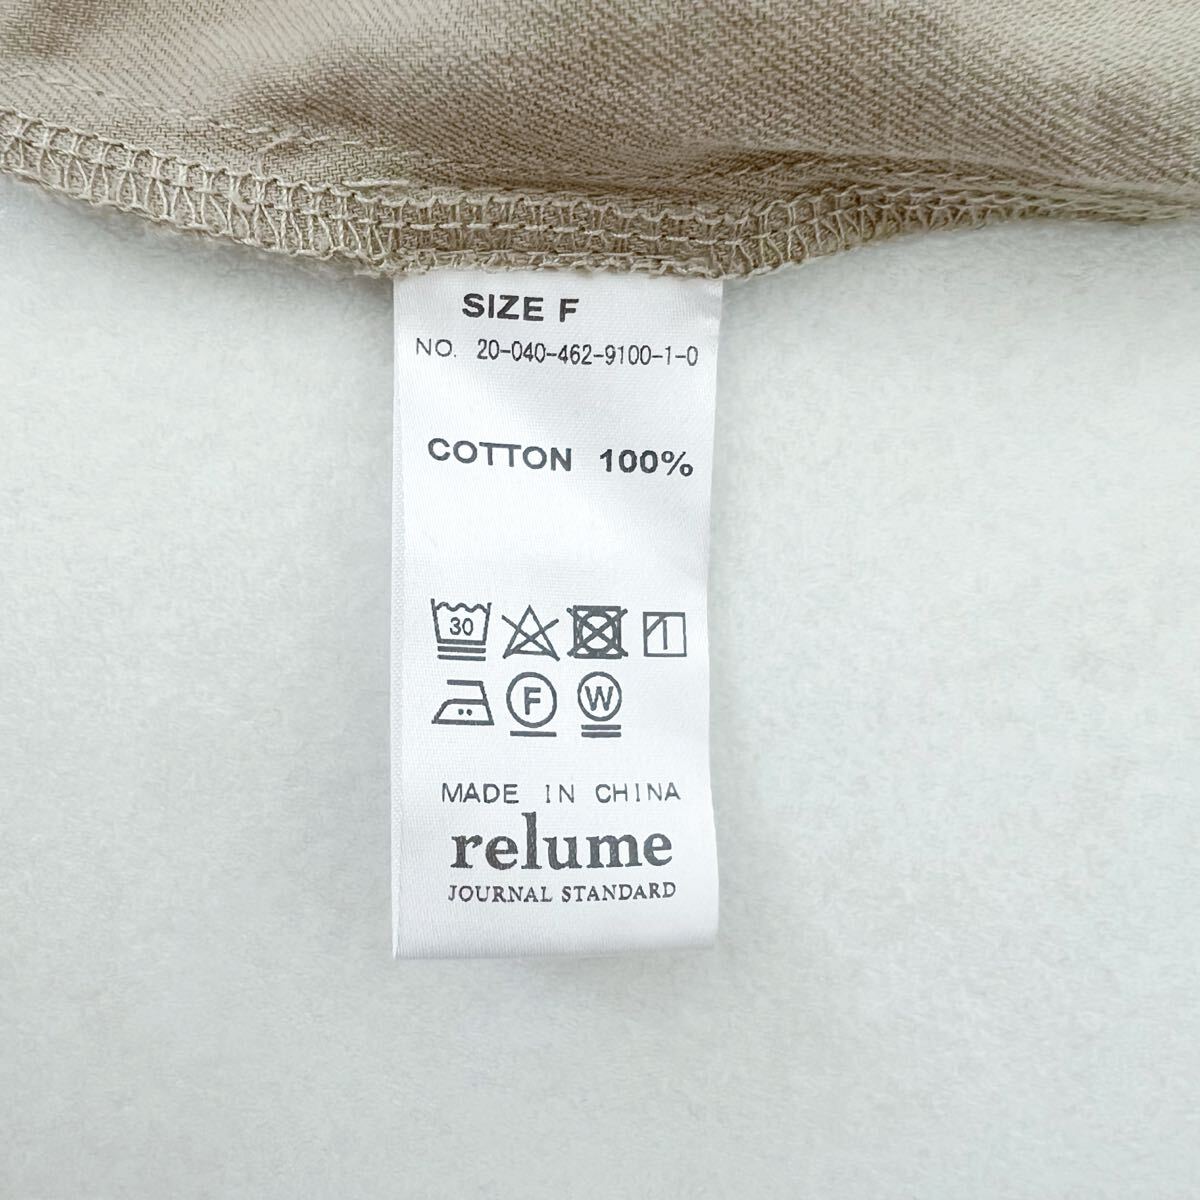 SIZE F
NO. 20-040-462-9100-1-0
COTTON 100%
30
F W
MADE IN CHINA
relume
JOURNAL STANDARD